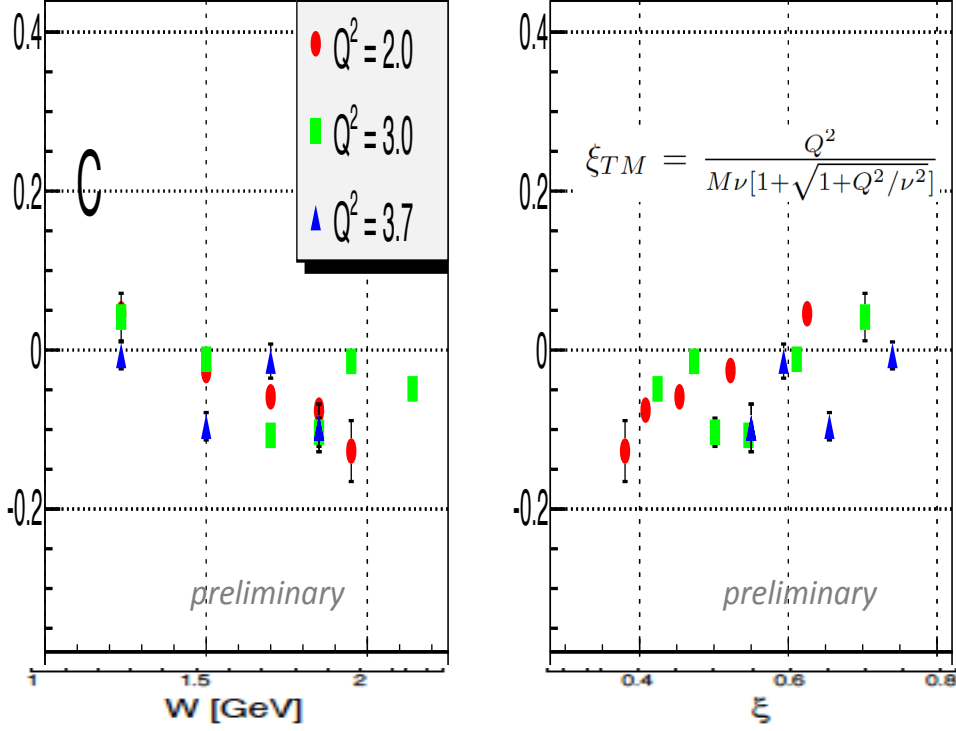 0.4
Q² = 2.0
Q² = 3.0
C
0.2
Q² = 3.7
0
-0.2
preliminary
1 1.5 2
W [GeV]
0.4
ξ_TM = Q² / Mν[1+√1+Q²/ν²]
0.2
0
-0.2
preliminary
0.4 0.6 0.8
ξ